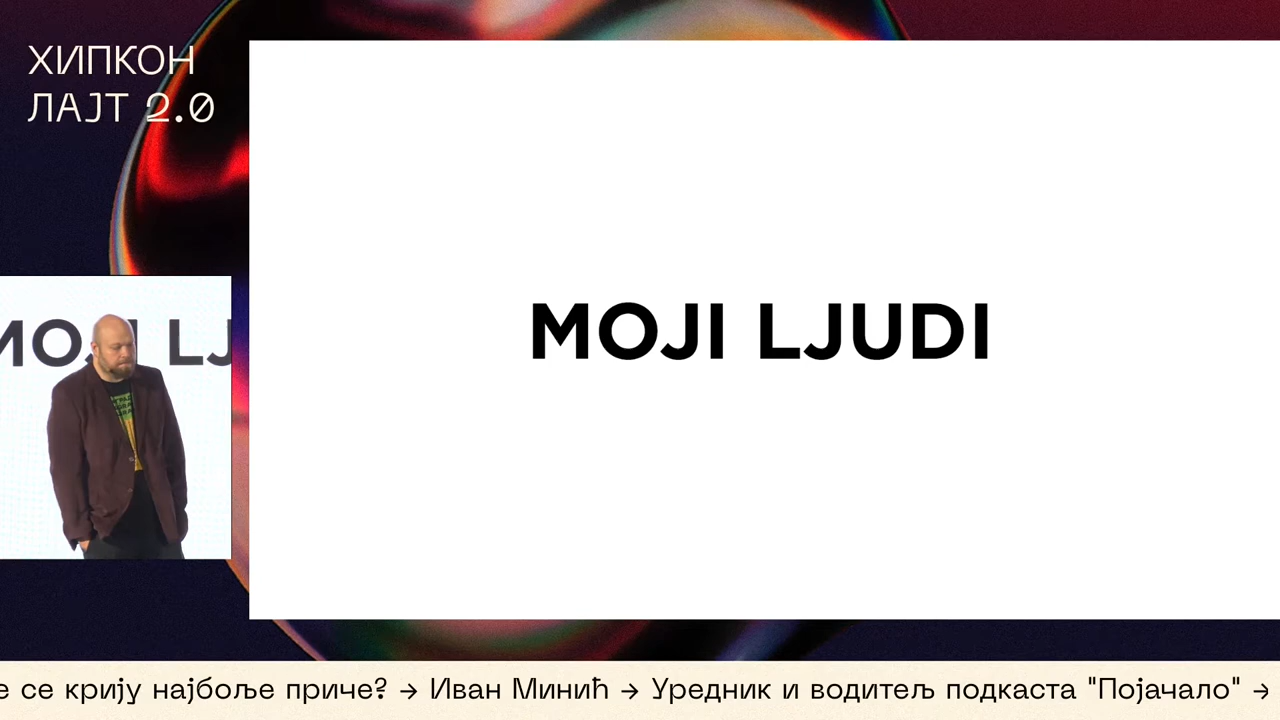 ХИПКОН
ЛАЈТ 2.0
MOJI LJUDI
MOJI LJ
е се крију најбоље приче? → Иван Минић → Уредник и водитељ подкаста "Појачало" →